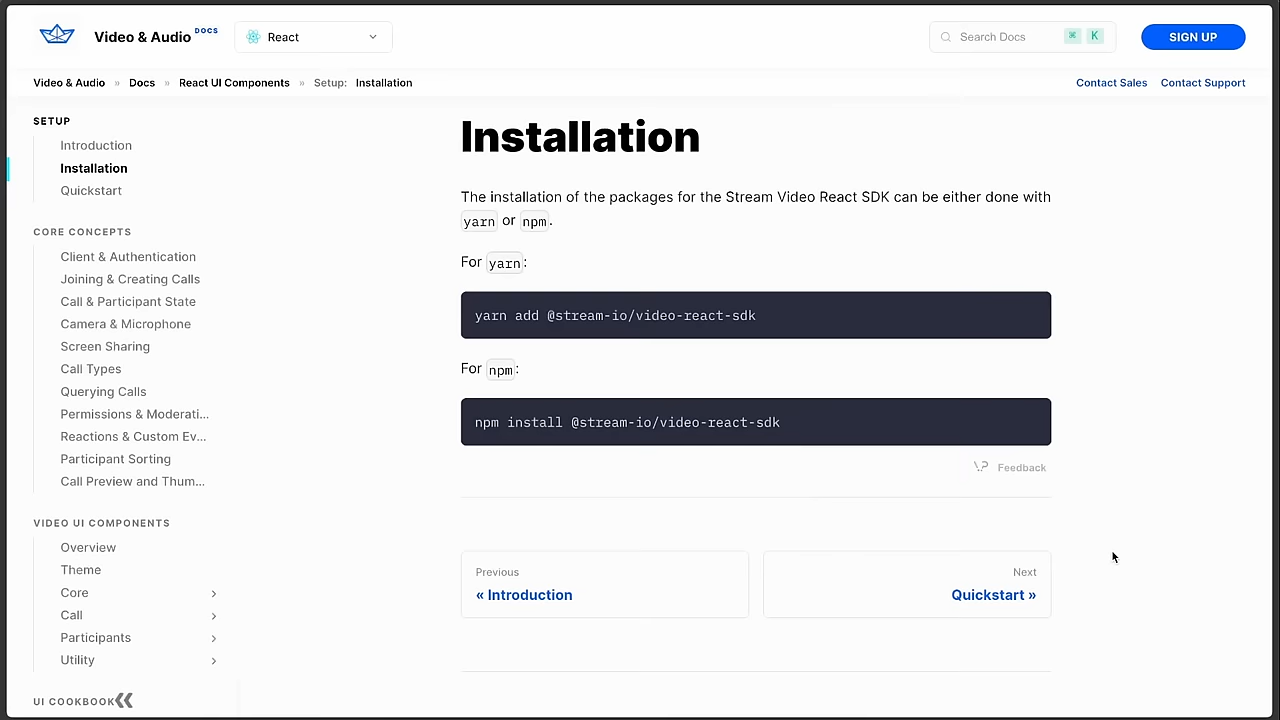 Video & Audio DOCS
React
Search Docs ⌘ K
SIGN UP
Video & Audio » Docs » React UI Components » Setup: Installation
Contact Sales Contact Support
SETUP
Introduction
Installation
Quickstart
CORE CONCEPTS
Client & Authentication
Joining & Creating Calls
Call & Participant State
Camera & Microphone
Screen Sharing
Call Types
Querying Calls
Permissions & Moderati...
Reactions & Custom Ev...
Participant Sorting
Call Preview and Thum...
VIDEO UI COMPONENTS
Overview
Theme
Core
Call
Participants
Utility
UI COOKBOOK
Installation
The installation of the packages for the Stream Video React SDK can be either done with
yarn or npm.
For yarn:
yarn add @stream-io/video-react-sdk
For npm:
npm install @stream-io/video-react-sdk
Feedback
Previous
« Introduction
Next
Quickstart »